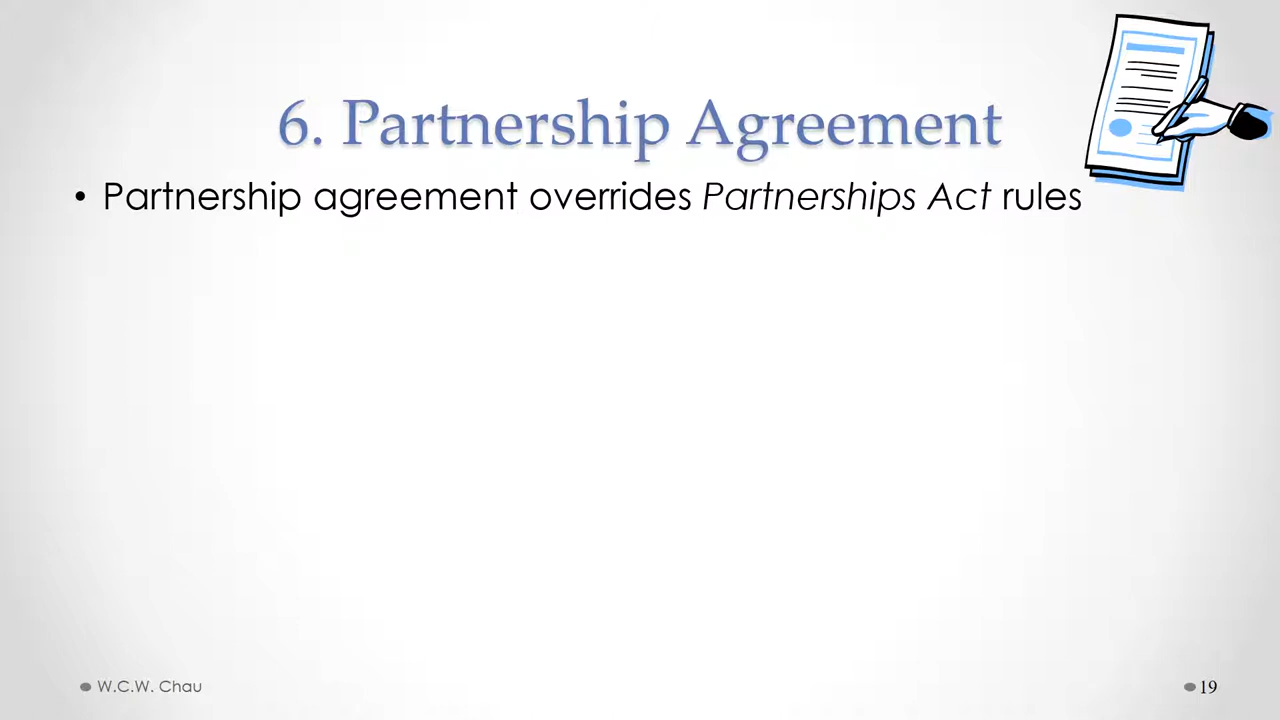 6. Partnership Agreement
• Partnership agreement overrides Partnerships Act rules
W.C.W. Chau
19